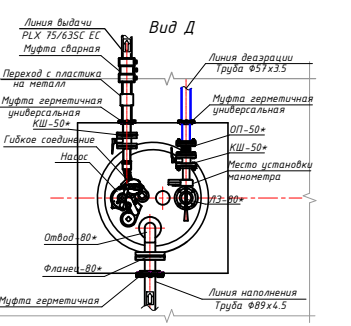 Вид Д
Линия выдачи
PLX 75/63SC EC
Муфта сварная
Переход с пластика
на металл
Муфта герметичная
универсальная
КШ-50*
Гибкое соединение
Насос
Отвод-80*
Фланец-80*
Муфта герметичная
Линия деаэрации
Труба Ф57х3.5
Муфта герметичная
универсальная
ОП-50*
КШ-50*
Место установки
манометра
ЛЗ-80*
Линия наполнения
Труба Ф89х4.5